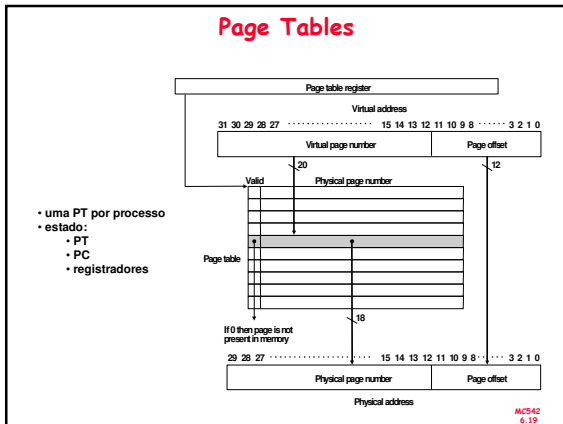 Page Tables
Page table register
Virtual address
31 30 29 28 27 ································ 15 14 13 12 11 10 9 8 ······ 3 2 1 0
Virtual page number Page offset
20 12
Valid Physical page number
• uma PT por processo
• estado:
• PT
• PC
• registradores
Page table
18
If 0 then page is not
present in memory
29 28 27 ································ 15 14 13 12 11 10 9 8 ······ 3 2 1 0
Physical page number Page offset
Physical address
MC542
6.19